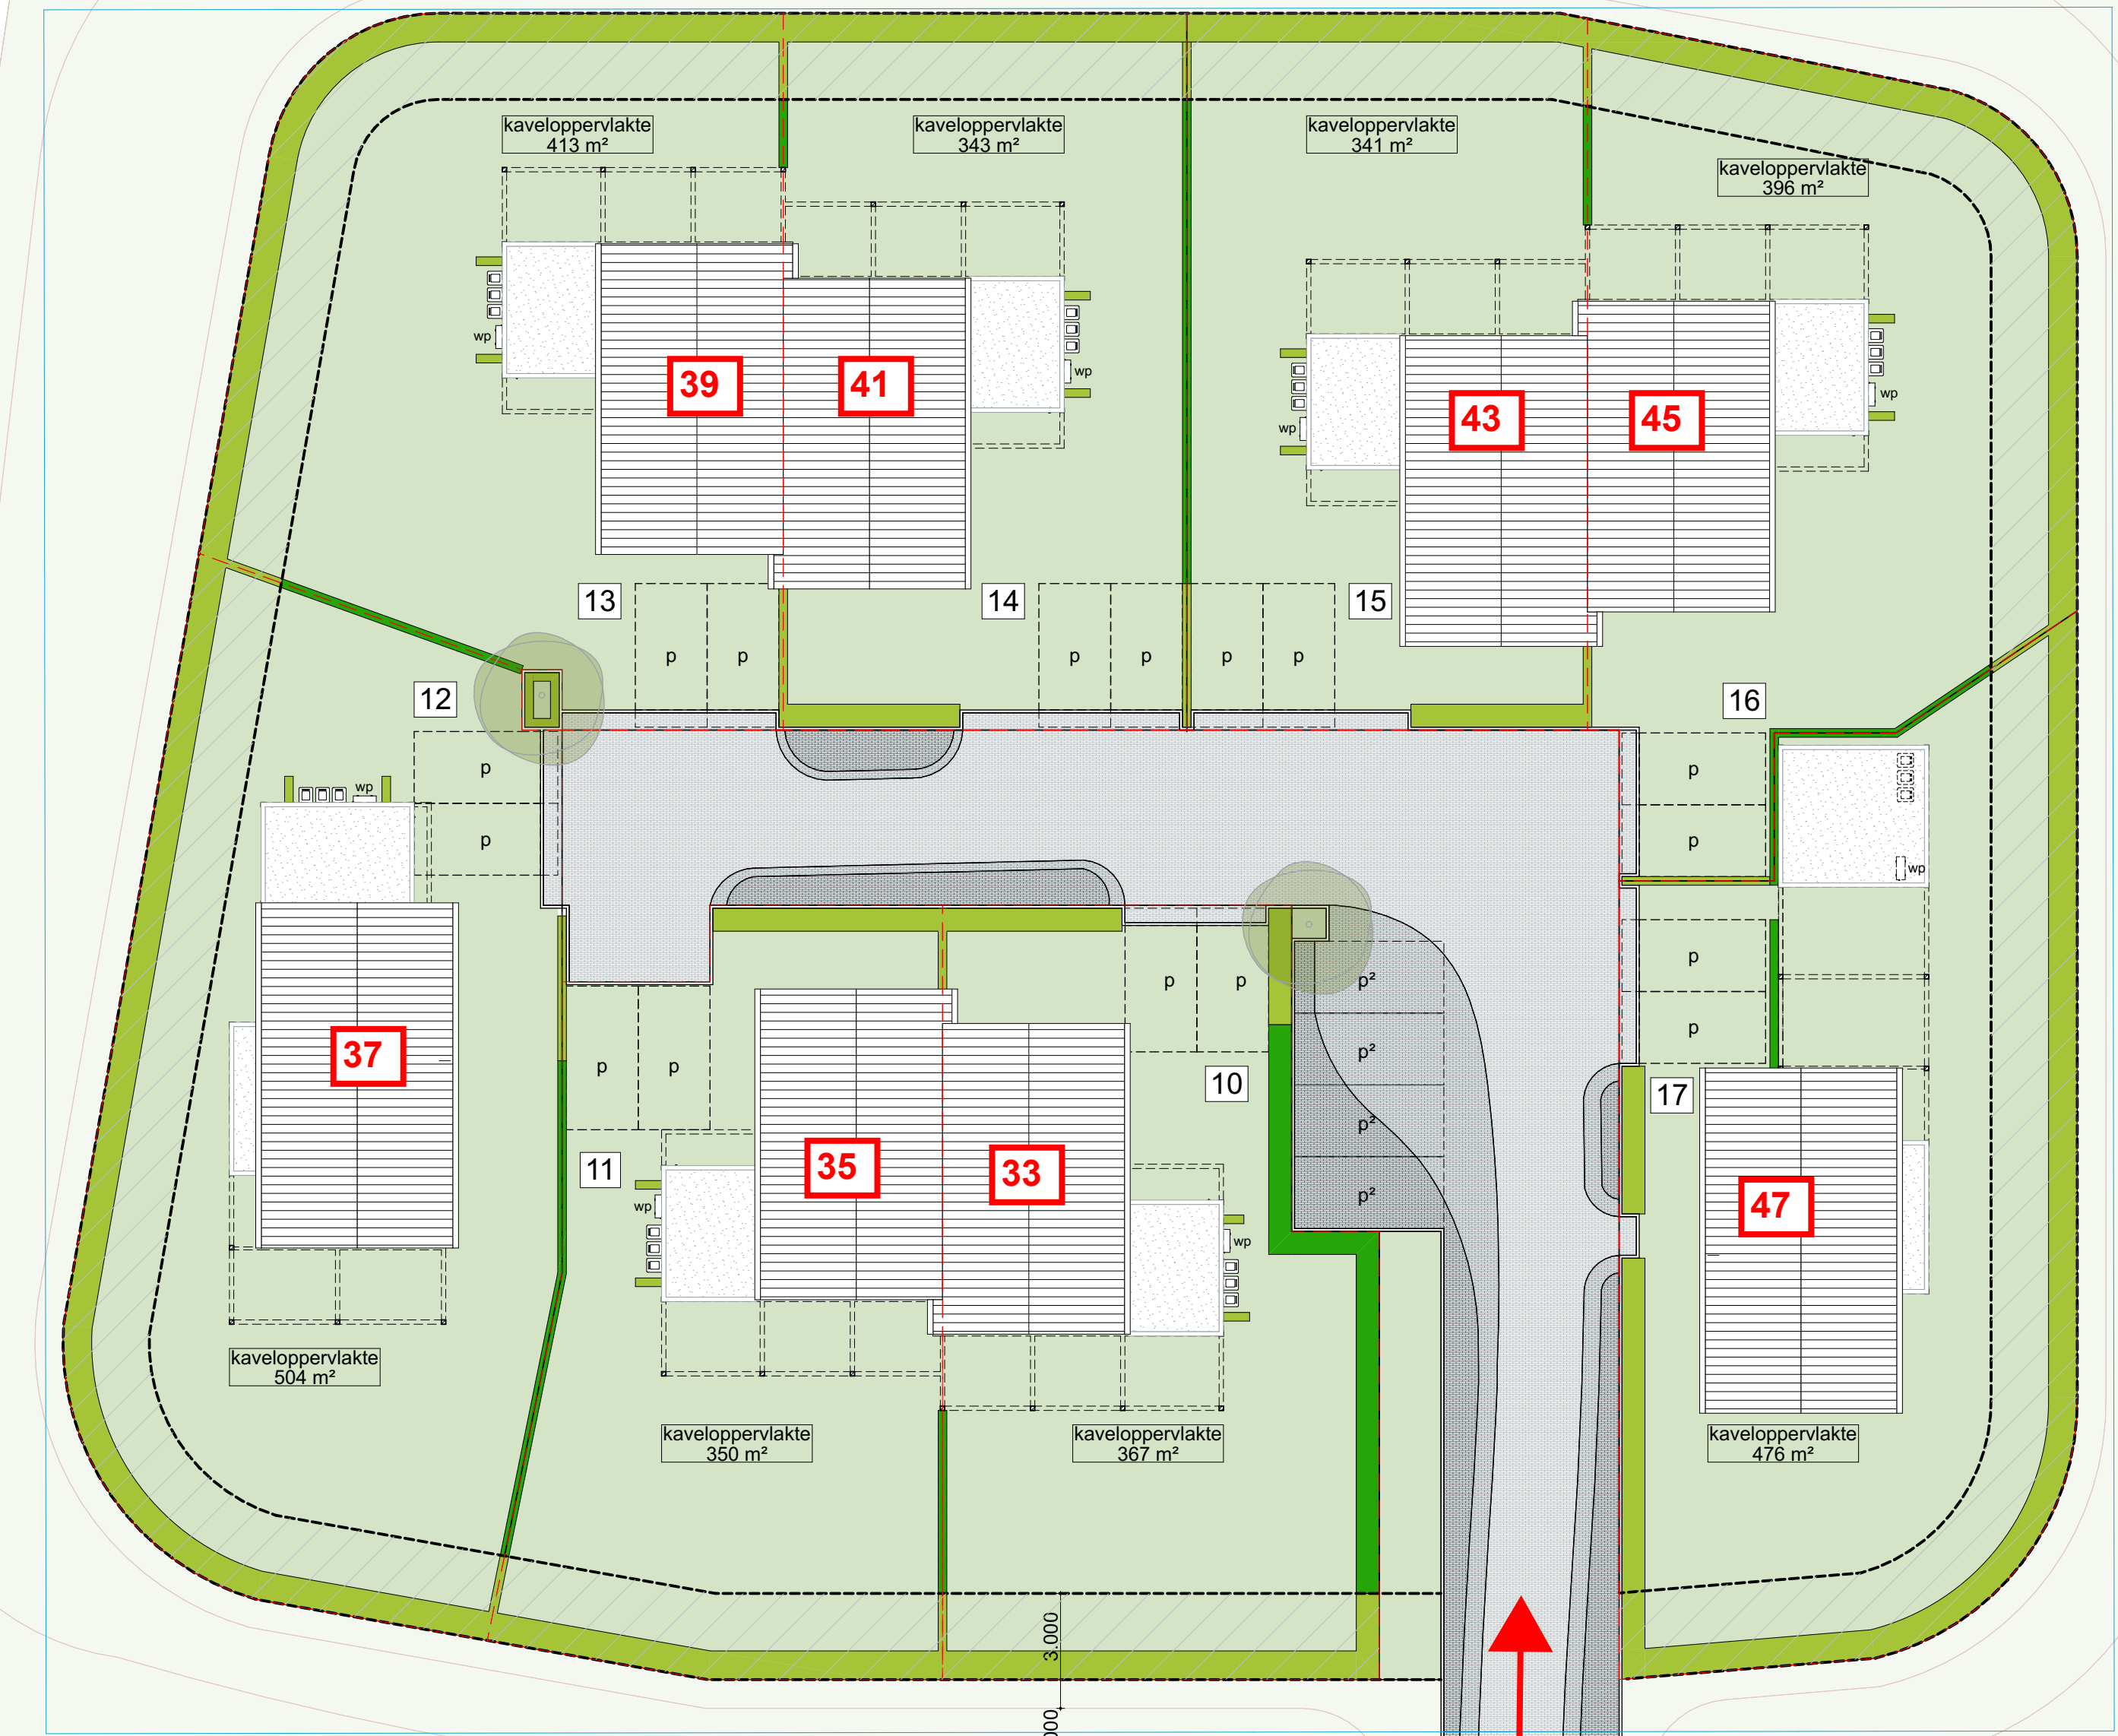 kaveloppervlakte
413 m²
kaveloppervlakte
343 m²
kaveloppervlakte
341 m²
kaveloppervlakte
396 m²
wp
39
41
wp
wp
43
45
wp
13
14
15
p
p
p
p
p
p
12
16
p
p
wp
p
p
wp
p
p
p
p
p²
p²
p²
p²
37
p
p
10
17
11
35
33
47
wp
wp
kaveloppervlakte
504 m²
kaveloppervlakte
350 m²
kaveloppervlakte
367 m²
kaveloppervlakte
476 m²
3.000